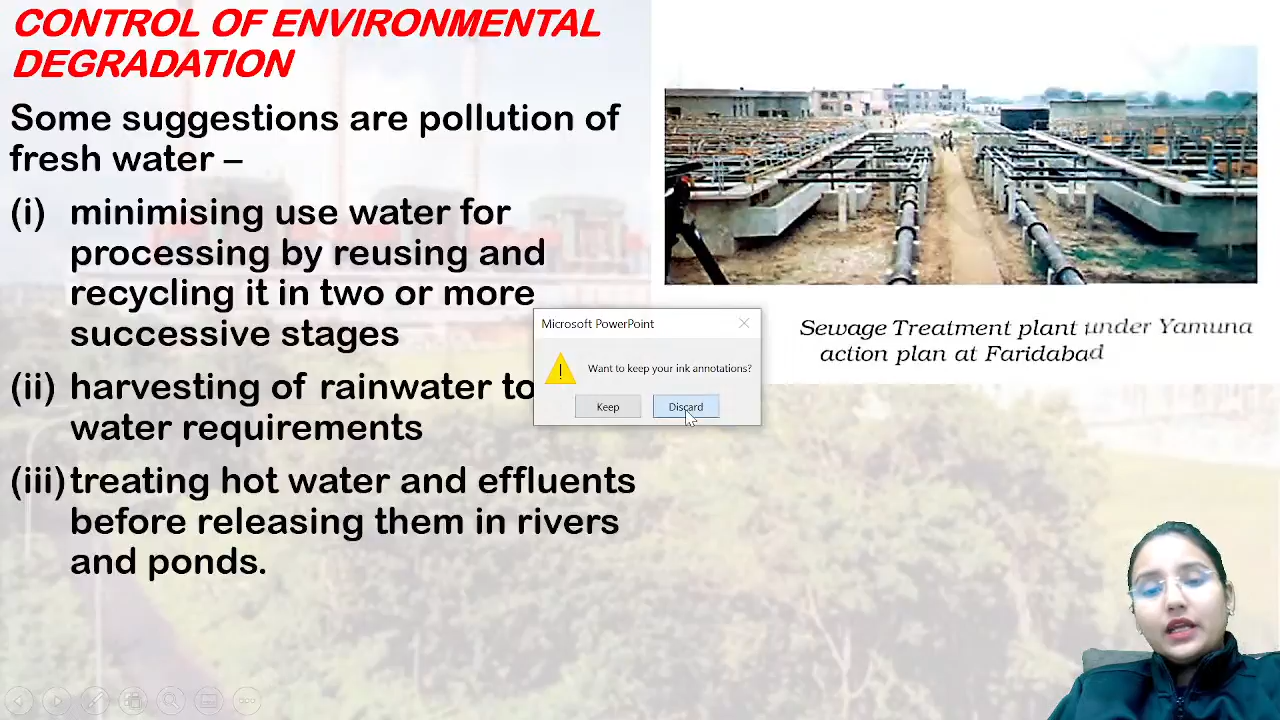 CONTROL OF ENVIRONMENTAL
DEGRADATION
Some suggestions are pollution of
fresh water –
(i) minimising use water for
processing by reusing and
recycling it in two or more
successive stages
(ii) harvesting of rainwater to
water requirements
(iii) treating hot water and effluents
before releasing them in rivers
and ponds.
Sewage Treatment plant under Yamuna
action plan at Faridabad
Microsoft PowerPoint
Want to keep your ink annotations?
Keep Discard